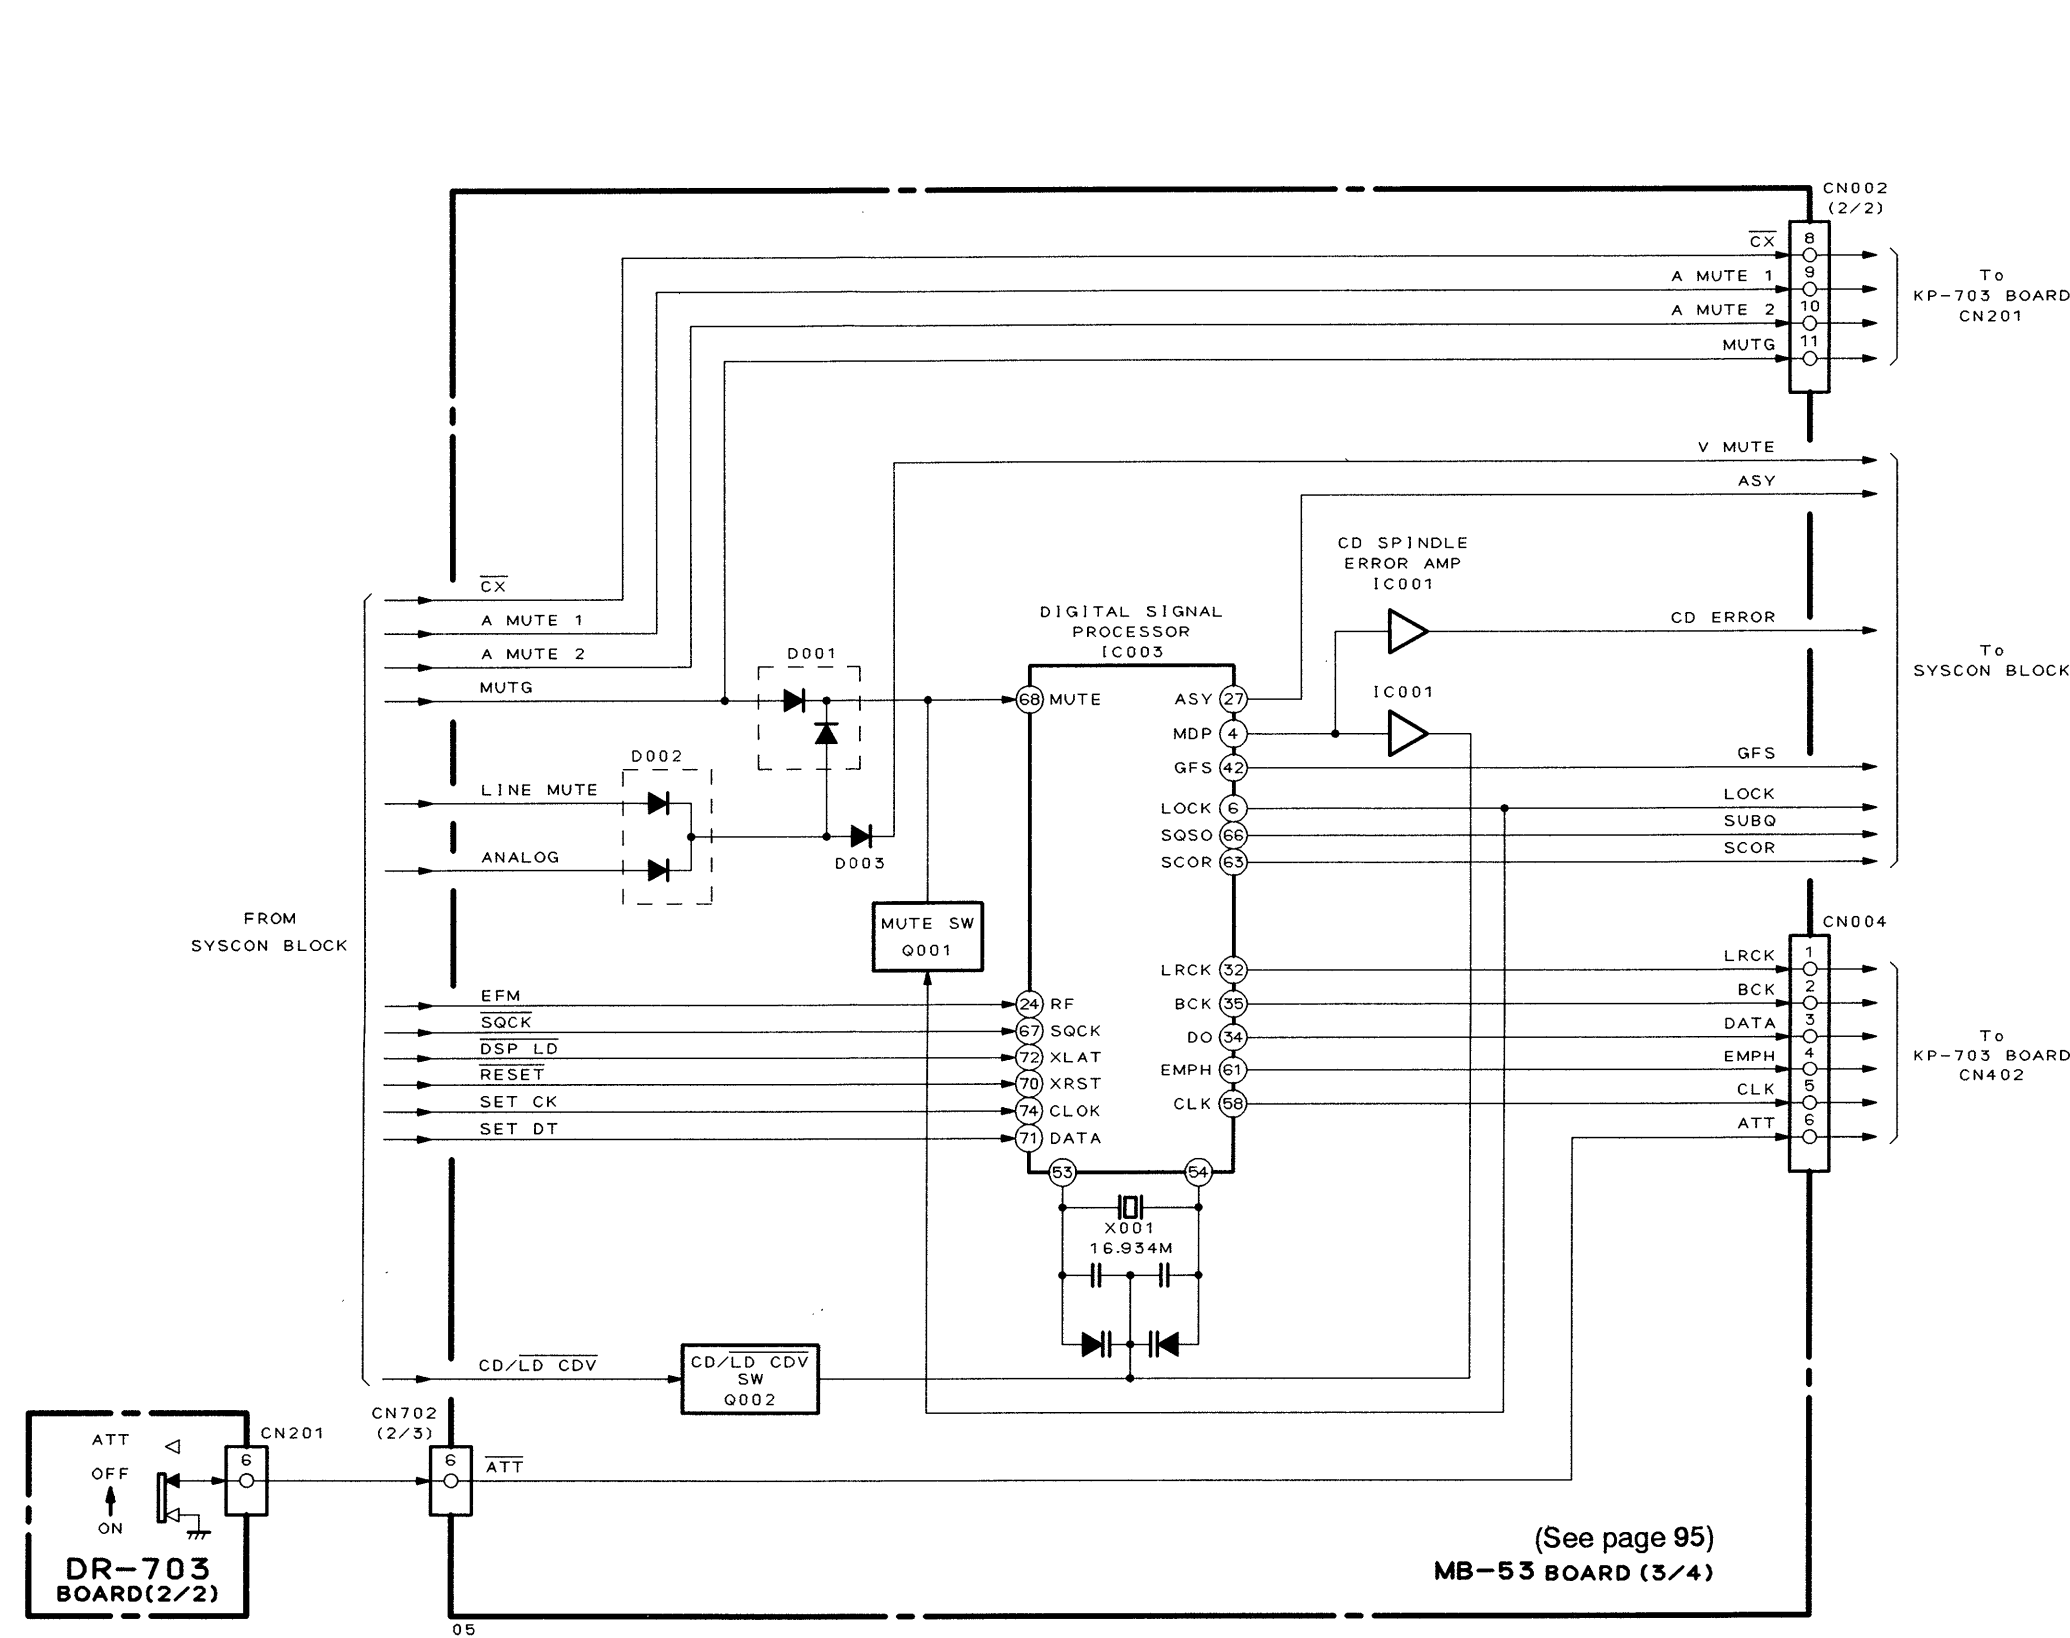 CN002
(2/2)
CX 8
A MUTE 1 9
A MUTE 2 10
MUTG 11
To
KP-703 BOARD
CN201
V MUTE
ASY
CD SPINDLE
ERROR AMP
IC001
CD ERROR
IC001
GFS
LOCK
SUBQ
SCOR
To
SYSCON BLOCK
CX
A MUTE 1
A MUTE 2
MUTG
D001
D002
LINE MUTE
ANALOG
D003
FROM
SYSCON BLOCK
MUTE SW
Q001
DIGITAL SIGNAL
PROCESSOR
IC003
68 MUTE
ASY 27
MDP 4
GFS 42
LOCK 6
SQSO 66
SCOR 63
LRCK 32
BCK 35
DO 34
EMPH 61
CLK 58
EFM
24 RF
SQCK
67 SQCK
DSP LD
72 XLAT
RESET
70 XRST
SET CK
74 CLOK
SET DT
71 DATA
53 54
X001
16.934M
CN004
LRCK 1
BCK 2
DATA 3
EMPH 4
CLK 5
ATT 6
To
KP-703 BOARD
CN402
CD/LD CDV
CD/LD CDV
SW
Q002
CN702
(2/3)
6
ATT
CN201
6
ATT
OFF
ON
DR-703
BOARD(2/2)
(See page 95)
MB-53 BOARD (3/4)
05